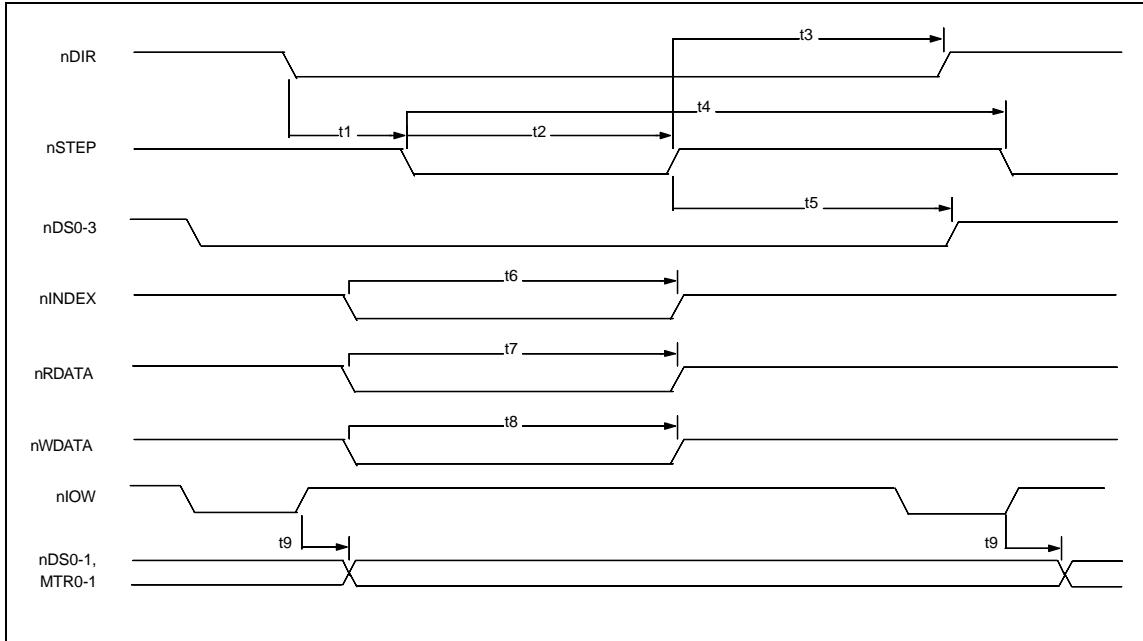 t3
nDIR
t4
t1
t2
nSTEP
t5
nDS0-3
t6
nINDEX
t7
nRDATA
t8
nWDATA
nIOW
t9
t9
nDS0-1,
MTR0-1